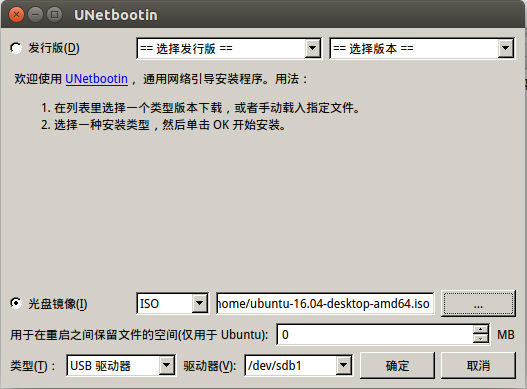 UNetbootin
发行版(D)
== 选择发行版 ==
== 选择版本 ==
欢迎使用 UNetbootin，通用网络引导安装程序。用法：
1. 在列表里选择一个类型版本下载，或者手动载入指定文件。
2. 选择一种安装类型，然后单击 OK 开始安装。
光盘镜像(I)
ISO
home/ubuntu-16.04-desktop-amd64.iso
...
用于在重启之间保留文件的空间(仅用于 Ubuntu):
0
MB
类型(T)：
USB 驱动器
驱动器(V):
/dev/sdb1
确定
取消